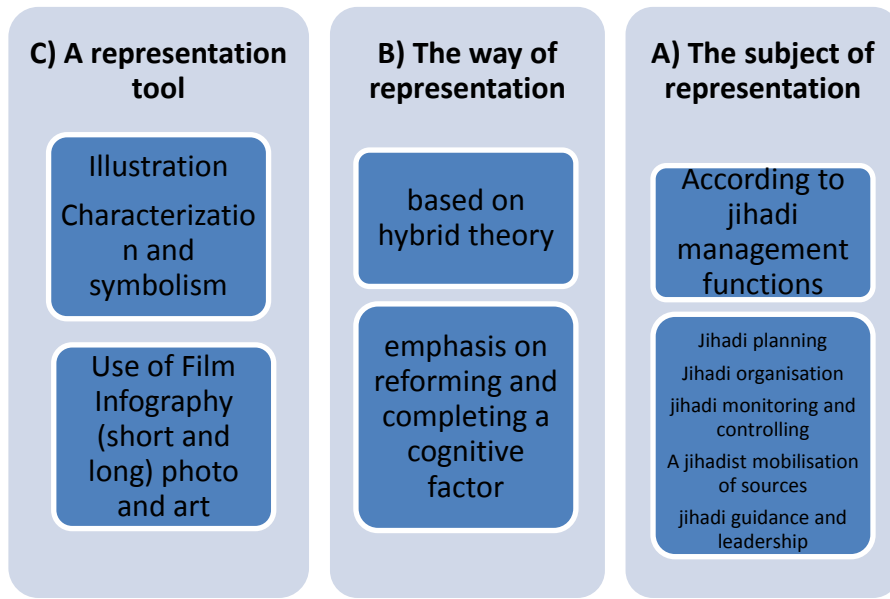 C) A representation
tool
Illustration
Characterizatio
n and
symbolism
Use of Film
Infography
(short and
long) photo
and art
B) The way of
representation
based on
hybrid theory
emphasis on
reforming and
completing a
cognitive
factor
A) The subject of
representation
According to
jihadi
management
functions
Jihadi planning
Jihadi organisation
jihadi monitoring and
controlling
A jihadist mobilisation
of sources
jihadi guidance and
leadership